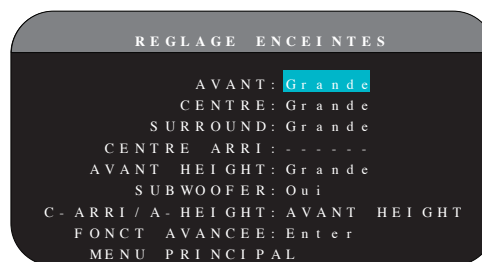 REGLAGE ENCEINTES
AVANT: Grande
CENTRE: Grande
SURROUND: Grande
CENTRE ARRI: ------
AVANT HEIGHT: Grande
SUBWOOFER: Oui
C-ARRI/A-HEIGHT: AVANT HEIGHT
FONCT AVANCEE: Enter
MENU PRINCIPAL